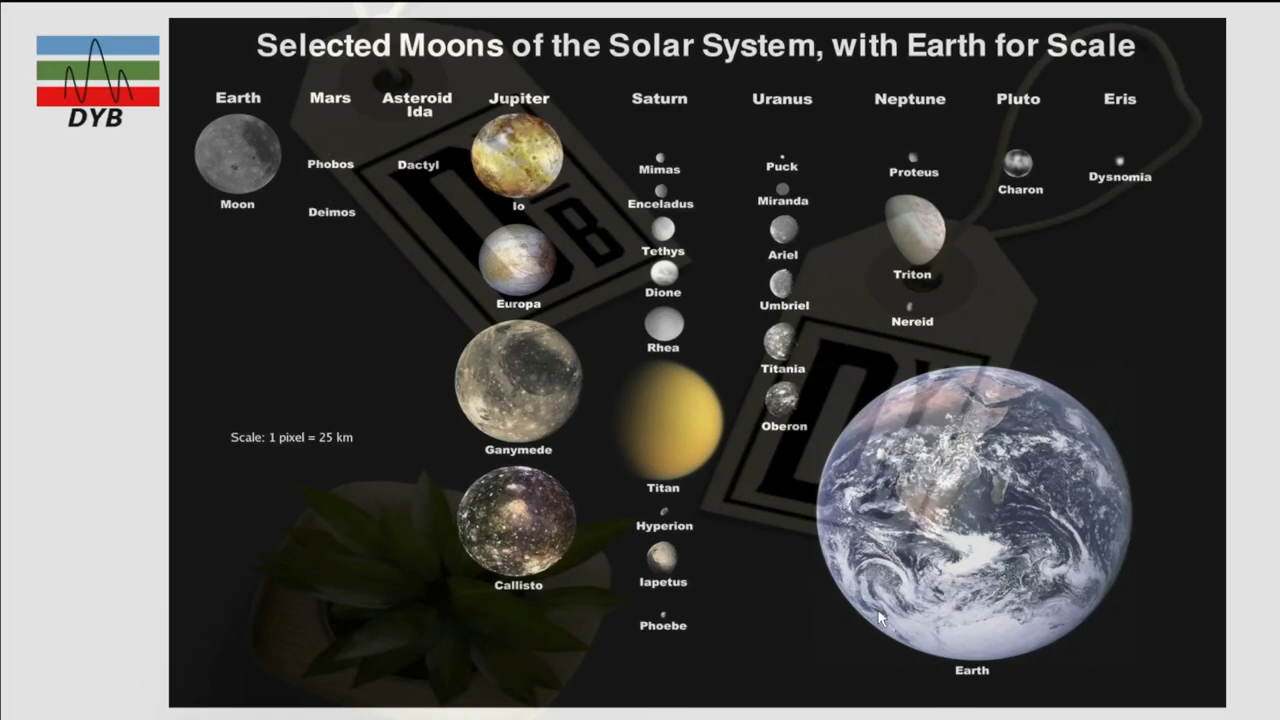 DYB
Selected Moons of the Solar System, with Earth for Scale
Earth
Mars
Asteroid
Ida
Jupiter
Saturn
Uranus
Neptune
Pluto
Eris
Moon
Phobos
Deimos
Dactyl
Io
Europa
Ganymede
Callisto
Mimas
Enceladus
Tethys
Dione
Rhea
Titan
Hyperion
Iapetus
Phoebe
Puck
Miranda
Ariel
Umbriel
Titania
Oberon
Proteus
Triton
Nereid
Charon
Dysnomia
Scale: 1 pixel = 25 km
Earth